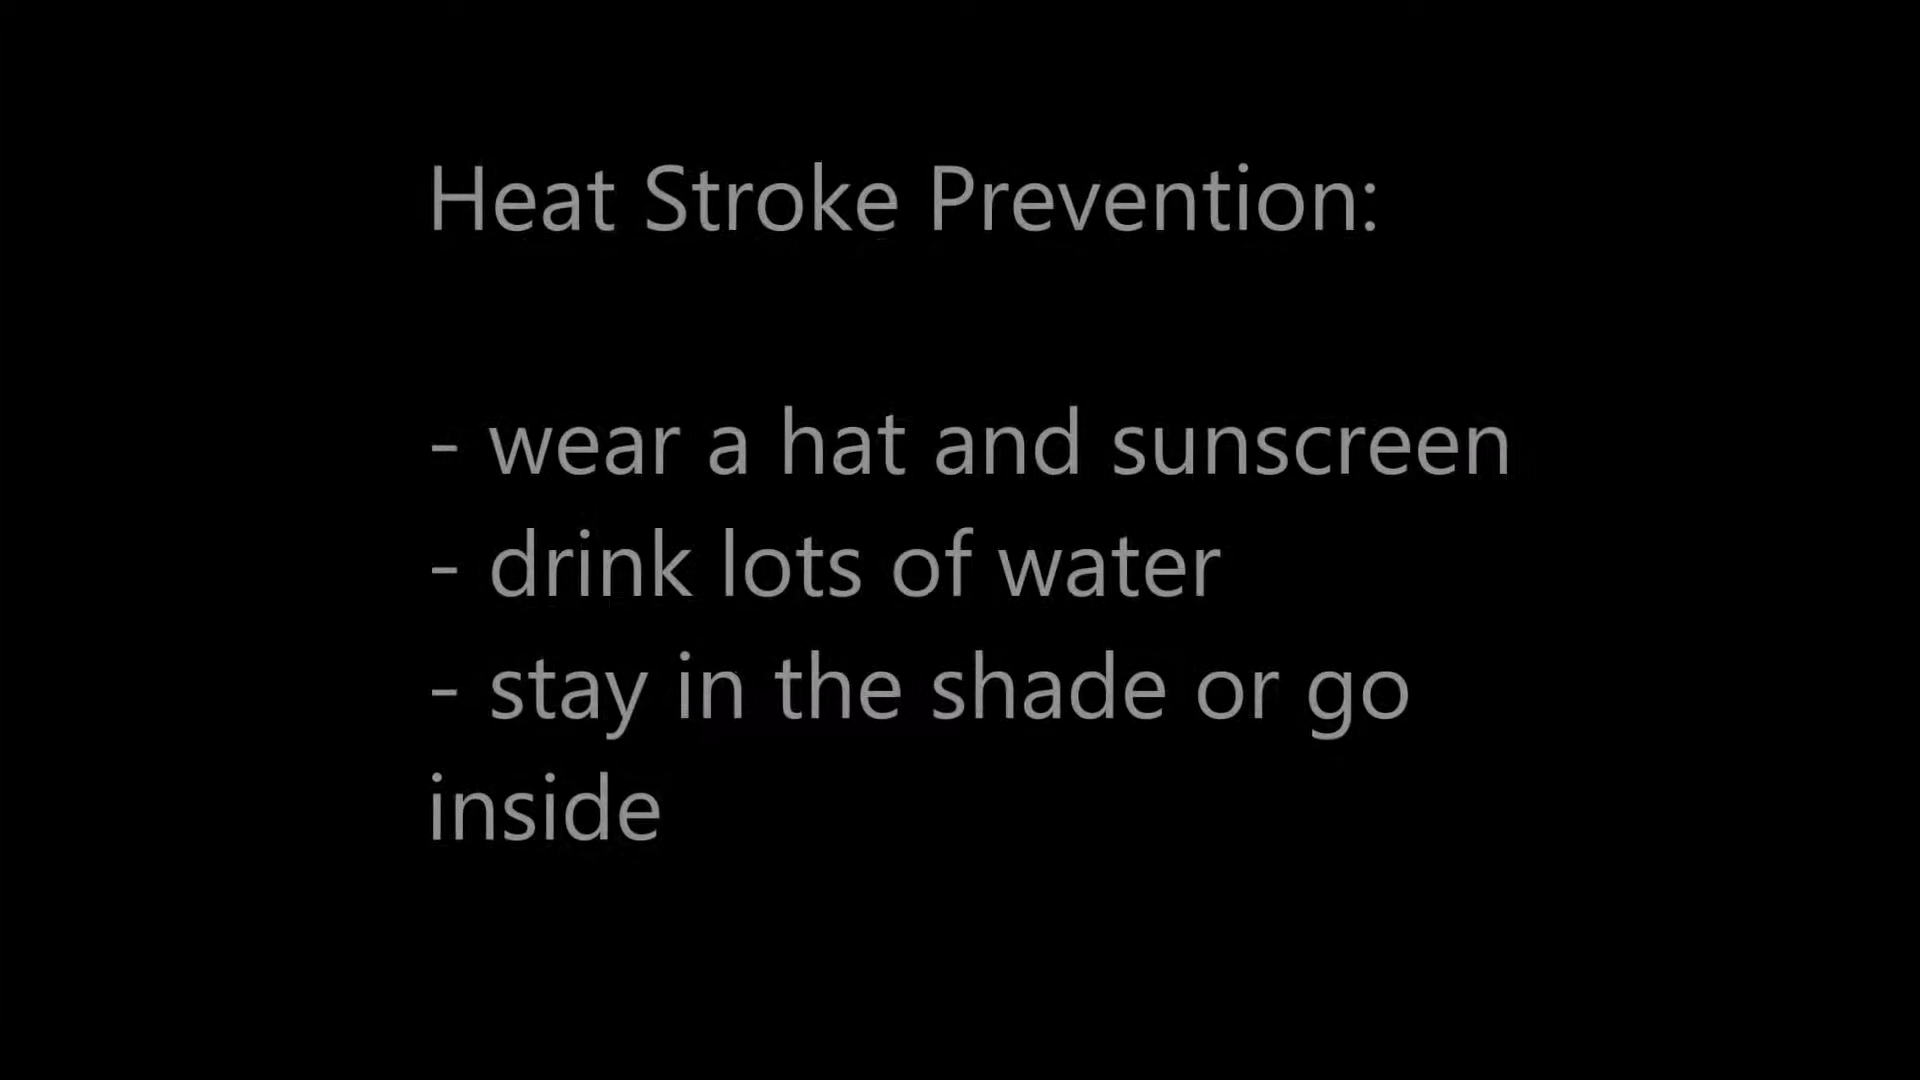 Heat Stroke Prevention:
- wear a hat and sunscreen
- drink lots of water
- stay in the shade or go
inside